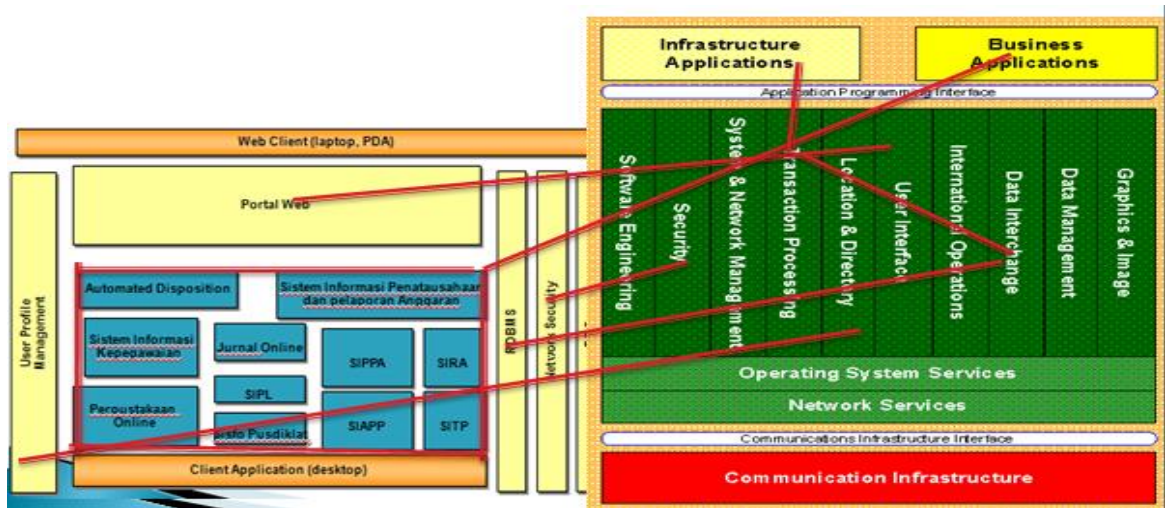 Web Client (laptop, PDA)
User Profile
Management
Portal Web
Automated Disposition
Sistem Informasi Penatausahaan
dan pelaporan Anggaran
Sistem Informasi
Kepegawaian
Jurnal Online
SIPPA
SIRA
SIPL
Perpustakaan
Online
Sisfo Pusdiklat
SIAPP
SITP
Client Application (desktop)
RDBMS
Network Security
Infrastructure
Applications
Business
Applications
Application Programming Interface
Software Engineering
Security
System & Network Management
Transaction Processing
Location & Directory
User Interface
International Operations
Data Interchange
Data Management
Graphics & Image
Operating System Services
Network Services
Communications Infrastructure Interface
Communication Infrastructure